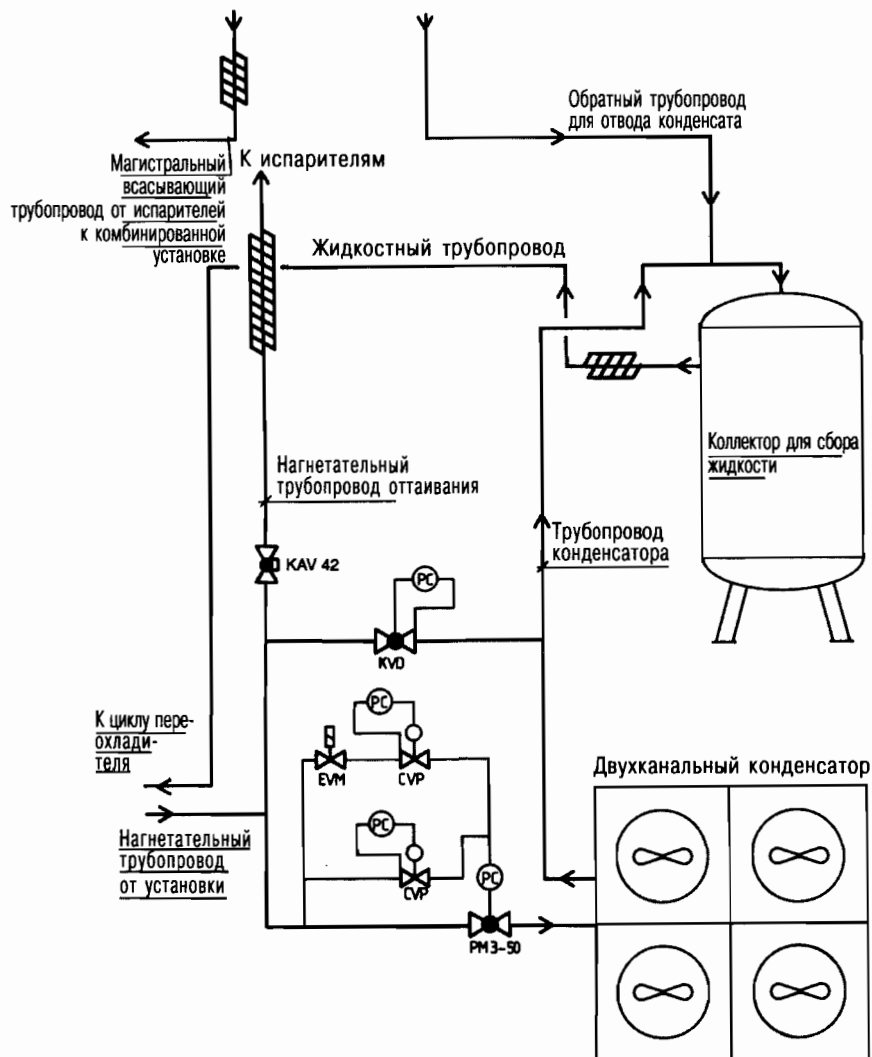 Обратный трубопровод
для отвода конденсата
Магистральный
всасывающий
трубопровод от испарителей
к комбинированной
установке
К испарителям
Жидкостный трубопровод
Коллектор для сбора
жидкости
Нагнетательный
трубопровод оттаивания
Трубопровод
конденсатора
KAV 42
PC
KVD
К циклу пере-
охлади-
теля
PC
EVM
CVP
Двухканальный конденсатор
Нагнетательный
трубопровод
от установки
PC
CVP
PC
PM3-50